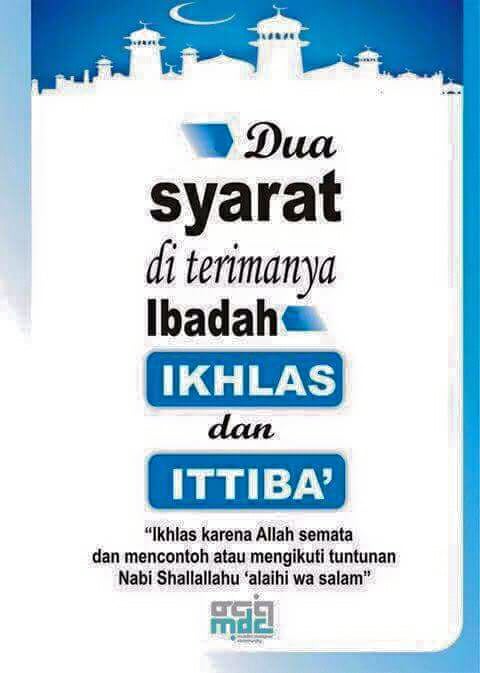 Dua
syarat
di terimanya
Ibadah
IKHLAS
dan
ITTIBA’
“Ikhlas karena Allah semata
dan mencontoh atau mengikuti tuntunan
Nabi Shallallahu ‘alaihi wa salam”
mdc